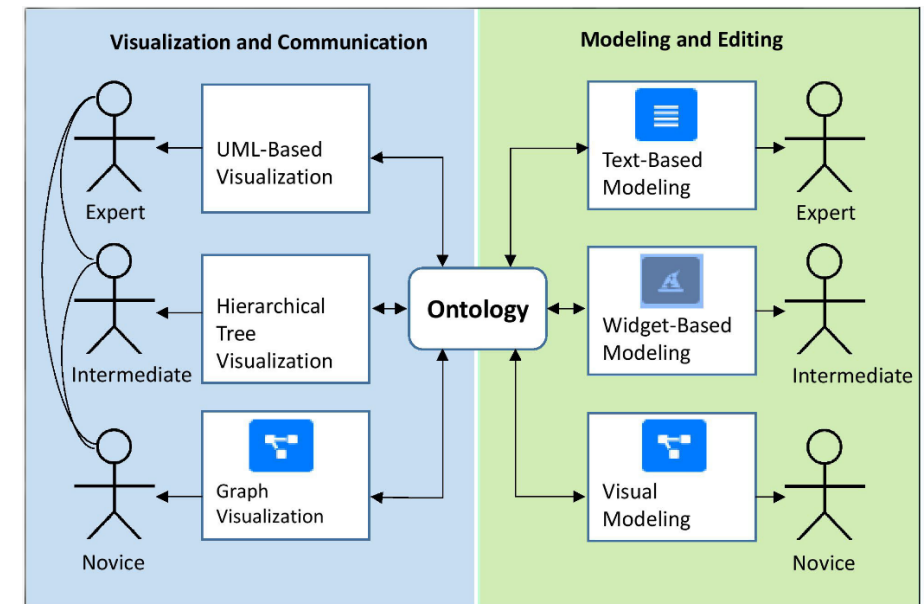 Visualization and Communication
Modeling and Editing
UML-Based
Visualization
Expert
Text-Based
Modeling
Expert
Hierarchical
Tree
Visualization
Intermediate
Ontology
Widget-Based
Modeling
Intermediate
Graph
Visualization
Novice
Visual
Modeling
Novice